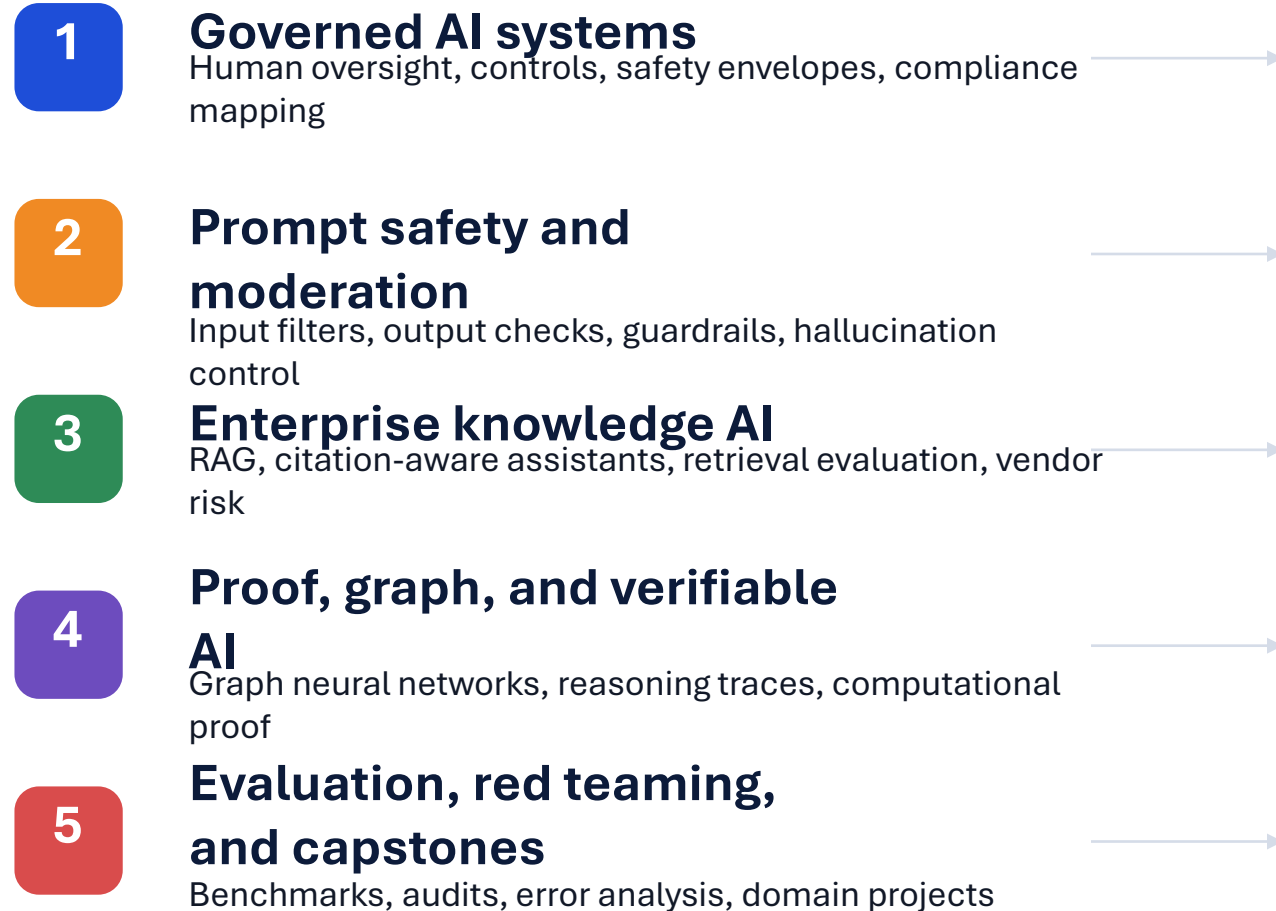 1
Governed AI systems
Human oversight, controls, safety envelopes, compliance
mapping
2
Prompt safety and
moderation
Input filters, output checks, guardrails, hallucination
control
3
Enterprise knowledge AI
RAG, citation-aware assistants, retrieval evaluation, vendor
risk
4
Proof, graph, and verifiable
AI
Graph neural networks, reasoning traces, computational
proof
5
Evaluation, red teaming,
and capstones
Benchmarks, audits, error analysis, domain projects